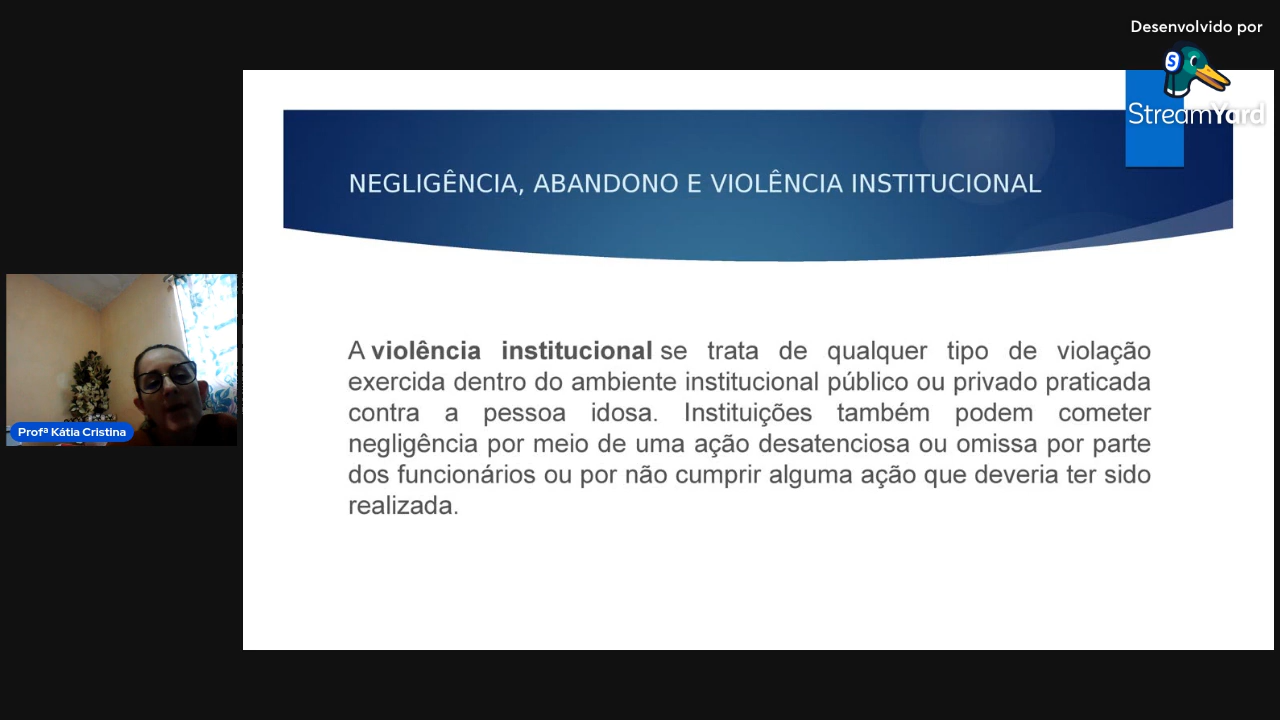 Desenvolvido por
S
StreamYard
NEGLIGÊNCIA, ABANDONO E VIOLÊNCIA INSTITUCIONAL
A violência institucional se trata de qualquer tipo de violação
exercida dentro do ambiente institucional público ou privado praticada
contra a pessoa idosa. Instituições também podem cometer
negligência por meio de uma ação desatenciosa ou omissa por parte
dos funcionários ou por não cumprir alguma ação que deveria ter sido
realizada.
Profª Kátia Cristina